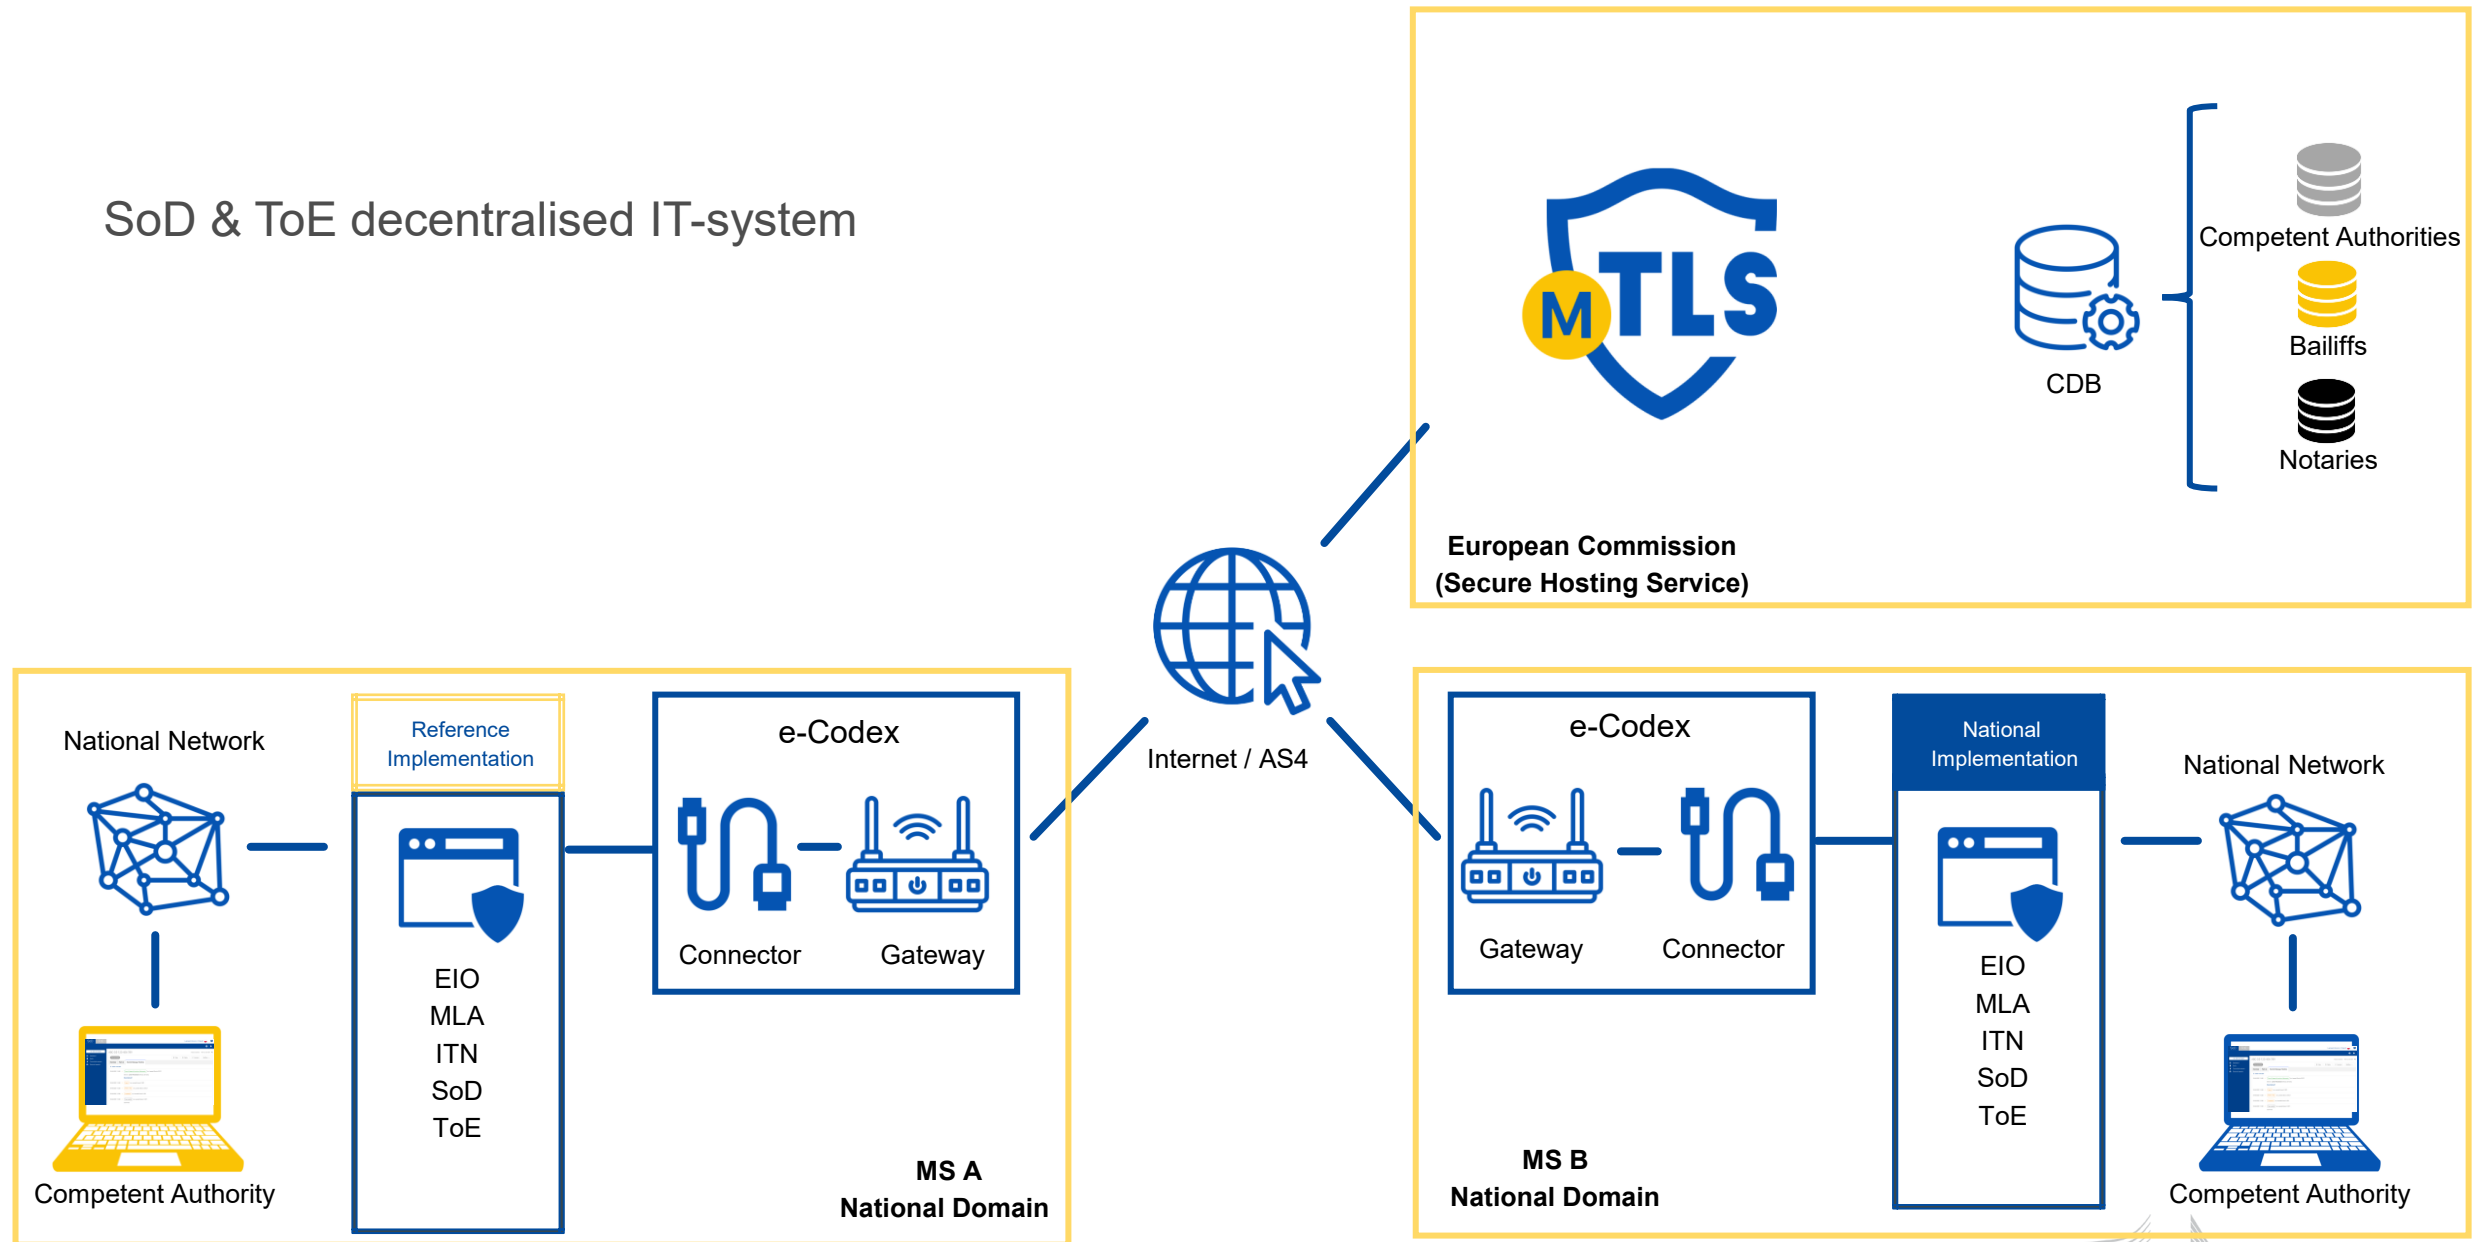 SoD & ToE decentralised IT-system
M
TLS
CDB
Competent Authorities
Bailiffs
Notaries
European Commission
(Secure Hosting Service)
Internet / AS4
National Network
Reference
Implementation
e-Codex
Connector
Gateway
EIO
MLA
ITN
SoD
ToE
Competent Authority
MS A
National Domain
e-Codex
Gateway
Connector
National
Implementation
National Network
EIO
MLA
ITN
SoD
ToE
MS B
National Domain
Competent Authority